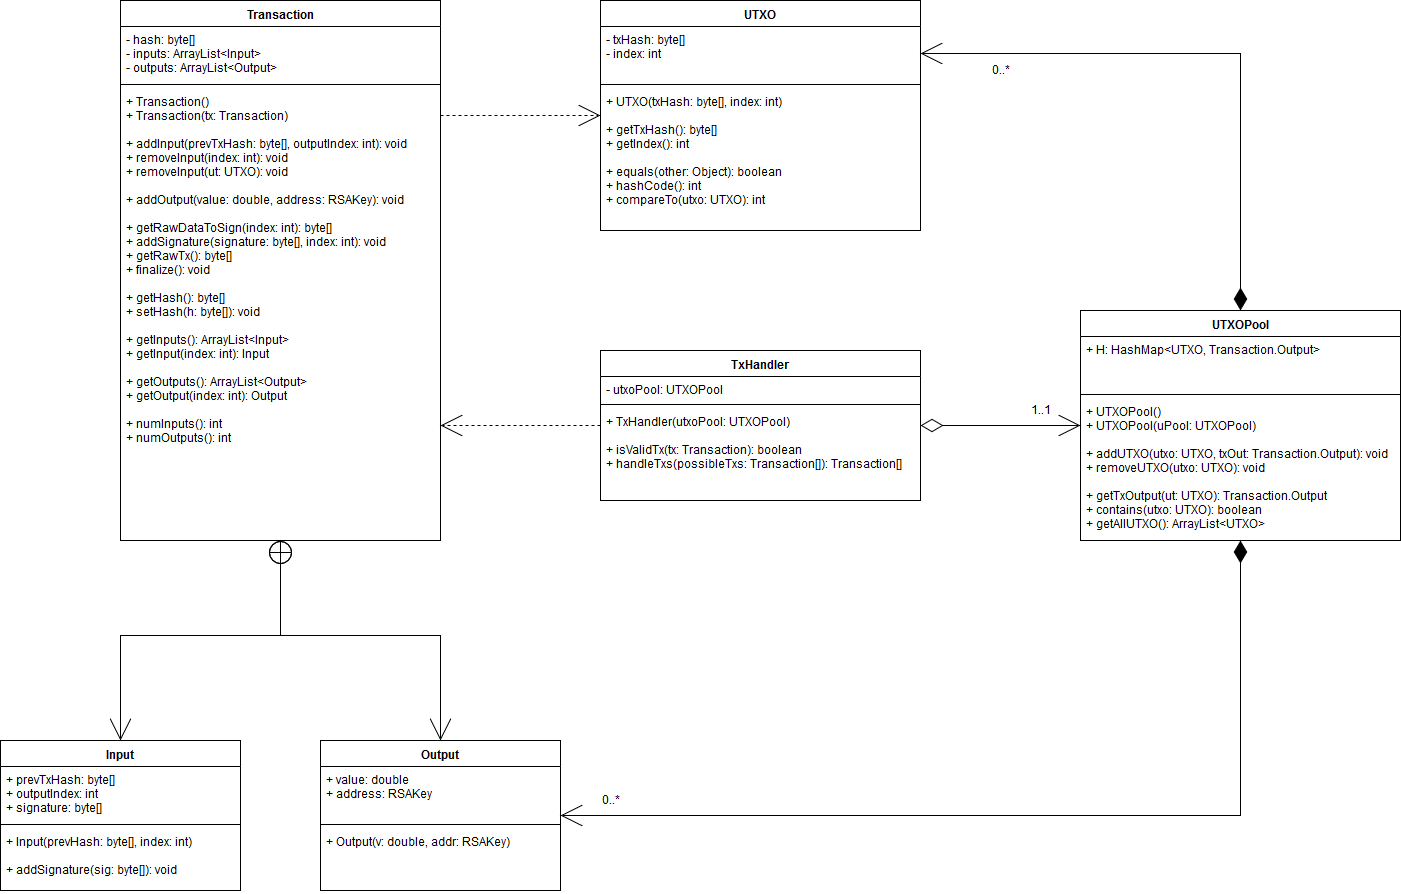 Transaction
- hash: byte[]
- inputs: ArrayList<Input>
- outputs: ArrayList<Output>
+ Transaction()
+ Transaction(tx: Transaction)
+ addInput(prevTxHash: byte[], outputIndex: int): void
+ removeInput(index: int): void
+ removeInput(ut: UTXO): void
+ addOutput(value: double, address: RSAKey): void
+ getRawDataToSign(index: int): byte[]
+ addSignature(signature: byte[], index: int): void
+ getRawTx(): byte[]
+ finalize(): void
+ getHash(): byte[]
+ setHash(h: byte[]): void
+ getInputs(): ArrayList<Input>
+ getInput(index: int): Input
+ getOutputs(): ArrayList<Output>
+ getOutput(index: int): Output
+ numInputs(): int
+ numOutputs(): int
UTXO
- txHash: byte[]
- index: int
+ UTXO(txHash: byte[], index: int)
+ getTxHash(): byte[]
+ getIndex(): int
+ equals(other: Object): boolean
+ hashCode(): int
+ compareTo(utxo: UTXO): int
0..*
TxHandler
- utxoPool: UTXOPool
+ TxHandler(utxoPool: UTXOPool)
+ isValidTx(tx: Transaction): boolean
+ handleTxs(possibleTxs: Transaction[]): Transaction[]
1..1
UTXOPool
+ H: HashMap<UTXO, Transaction.Output>
+ UTXOPool()
+ UTXOPool(uPool: UTXOPool)
+ addUTXO(utxo: UTXO, txOut: Transaction.Output): void
+ removeUTXO(utxo: UTXO): void
+ getTxOutput(ut: UTXO): Transaction.Output
+ contains(utxo: UTXO): boolean
+ getAllUTXO(): ArrayList<UTXO>
Input
+ prevTxHash: byte[]
+ outputIndex: int
+ signature: byte[]
+ Input(prevHash: byte[], index: int)
+ addSignature(sig: byte[]): void
Output
+ value: double
+ address: RSAKey
+ Output(v: double, addr: RSAKey)
0..*